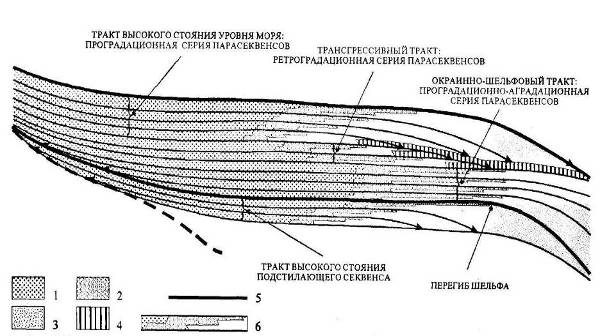 ТРАКТ ВЫСОКОГО СТОЯНИЯ УРОВНЯ МОРЯ:
ПРОГРАДАЦИОННАЯ СЕРИЯ ПАРАСЕКВЕНСОВ
ТРАНСГРЕССИВНЫЙ ТРАКТ:
РЕТРОГРАДАЦИОННАЯ СЕРИЯ ПАРАСЕКВЕНСОВ
ОКРАИННО-ШЕЛЬФОВЫЙ ТРАКТ:
ПРОГРАДАЦИОННО-АГРАДАЦИОННАЯ
СЕРИЯ ПАРАСЕКВЕНСОВ
ТРАКТ ВЫСОКОГО СТОЯНИЯ
ПОДСТИЛАЮЩЕГО СЕКВЕНСА
ПЕРЕГИБ ШЕЛЬФА
1 2 5
3 4 6